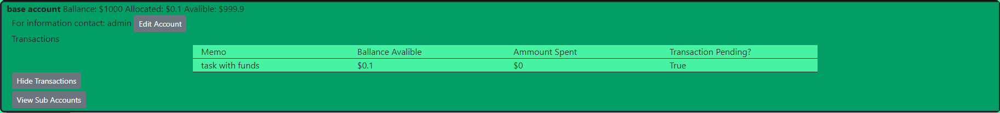 base account Ballance: $1000 Allocated: $0.1 Avalible: $999.9
For information contact: admin Edit Account
Transactions
Memo Ballance Avalible Ammount Spent Transaction Pending?
task with funds $0.1 $0 True
Hide Transactions
View Sub Accounts